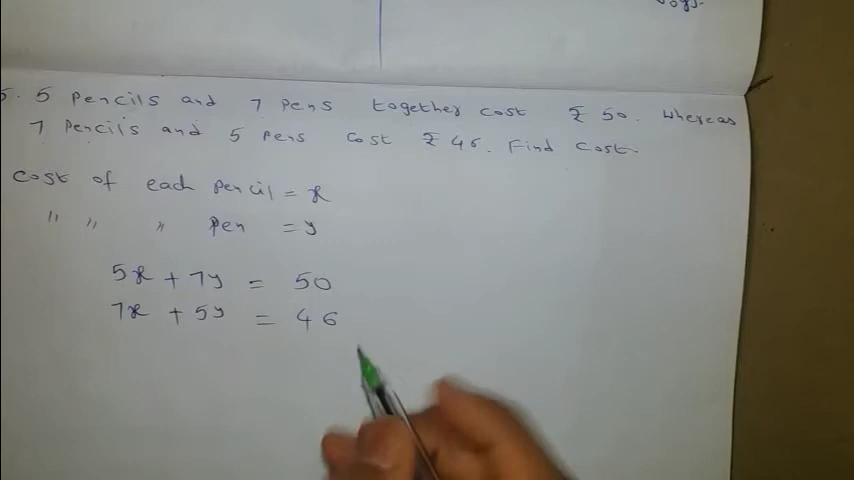 5. 5 Pencils and 7 Pens together cost ₹ 50. Whereas
7 Pencils and 5 Pens cost ₹ 46. Find cost.
Cost of each pencil = x
" " " Pen = y
5x + 7y = 50
7x + 5y = 46